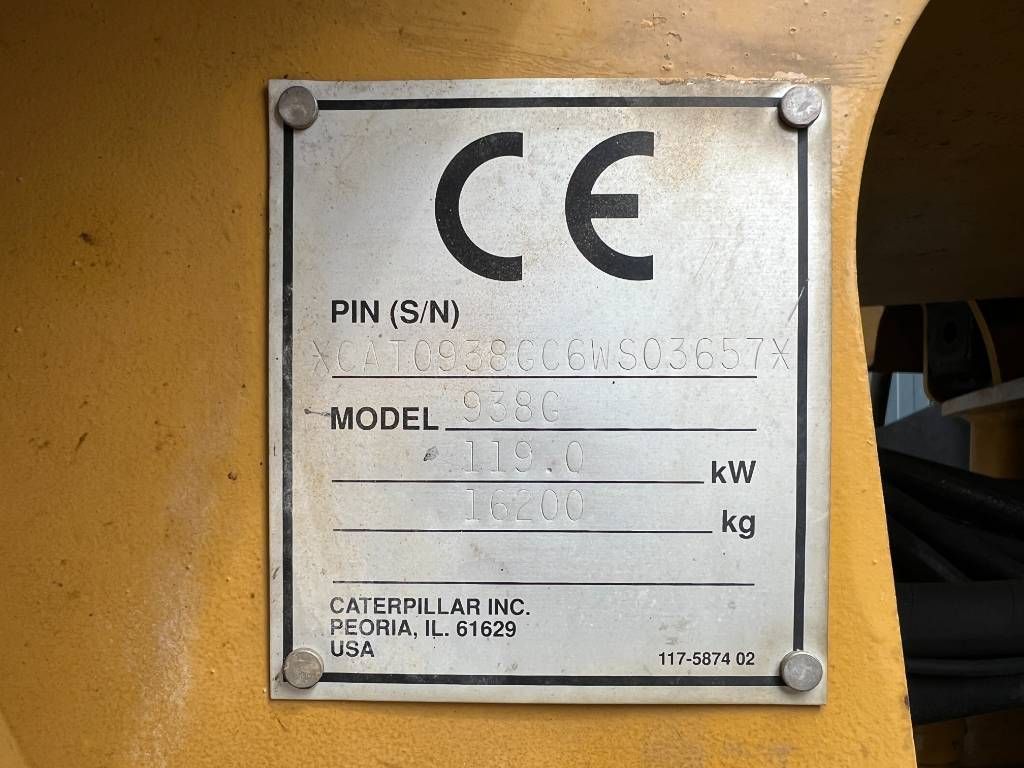 CE
PIN (S/N)
*CAT0938GC6WS03657*
MODEL 938G
119.0 kW
16200 kg
CATERPILLAR INC.
PEORIA, IL. 61629
USA
117-5874 02